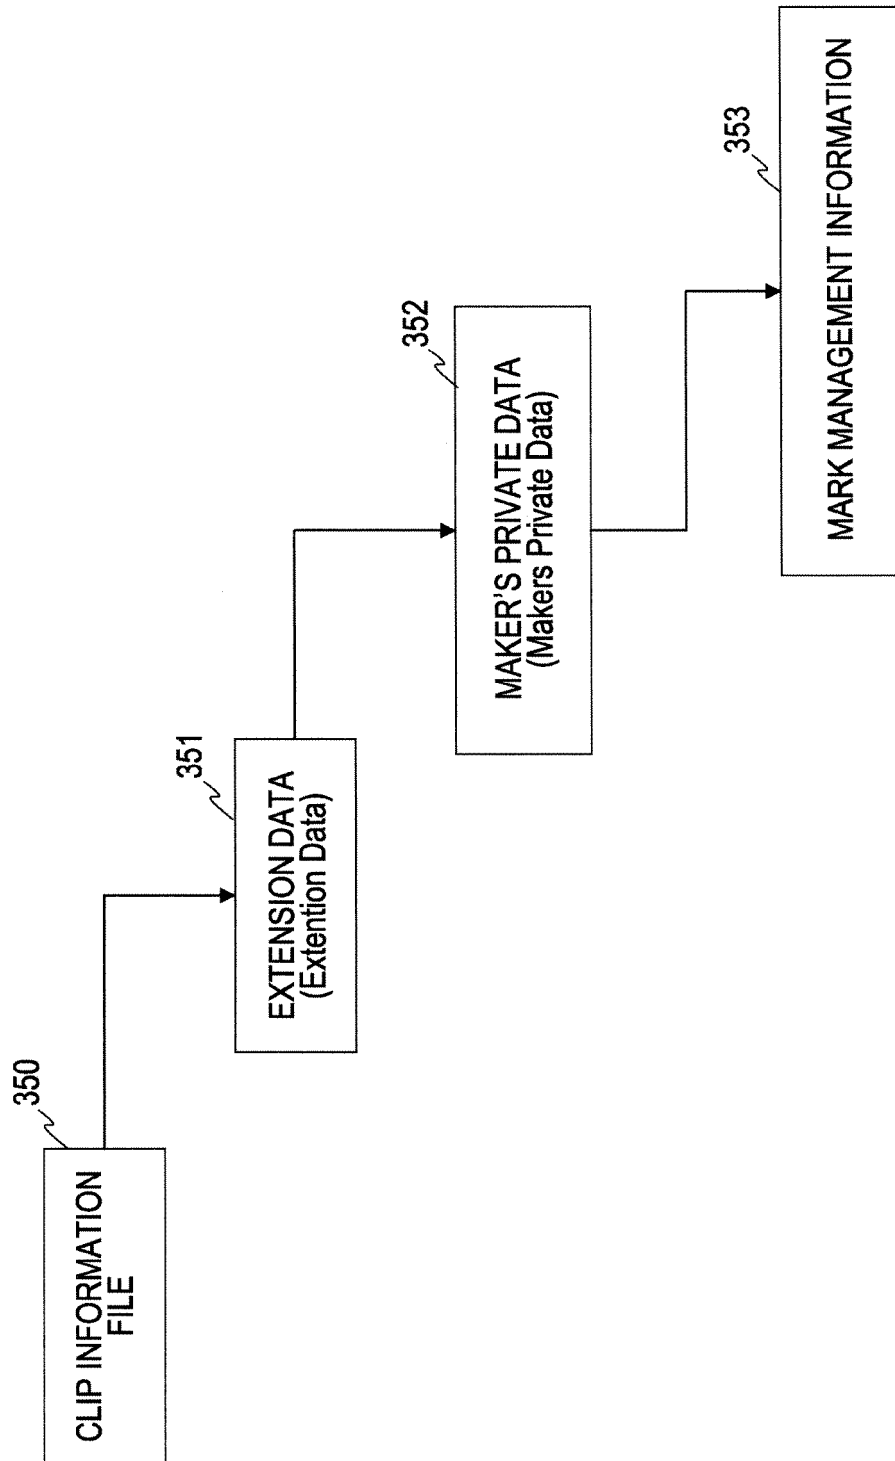 350
CLIP INFORMATION
FILE
351
EXTENSION DATA
(Extention Data)
352
MAKER'S PRIVATE DATA
(Makers Private Data)
353
MARK MANAGEMENT INFORMATION